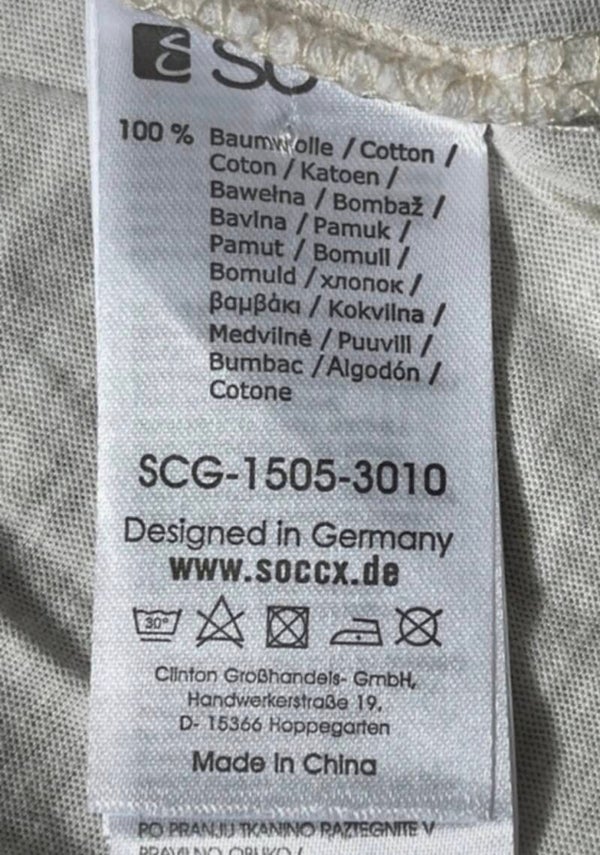 100 % Baumwolle / Cotton /
Coton / Katoen /
Bawełna / Bombaž /
Bavlna / Pamuk /
Pamut / Bomull /
Bomuld / хлопок /
βαμβάκι / Kokvilna /
Medvilnė / Puuvill /
Bumbac / Algodón /
Cotone
SCG-1505-3010
Designed in Germany
www.soccx.de
30°
Clinton Großhandels- GmbH,
Handwerkerstraße 19,
D- 15366 Hoppegarten
Made in China
PO PRANJU TKANINO RAZTEGNITE V
PRAVILNO OBLIKO /